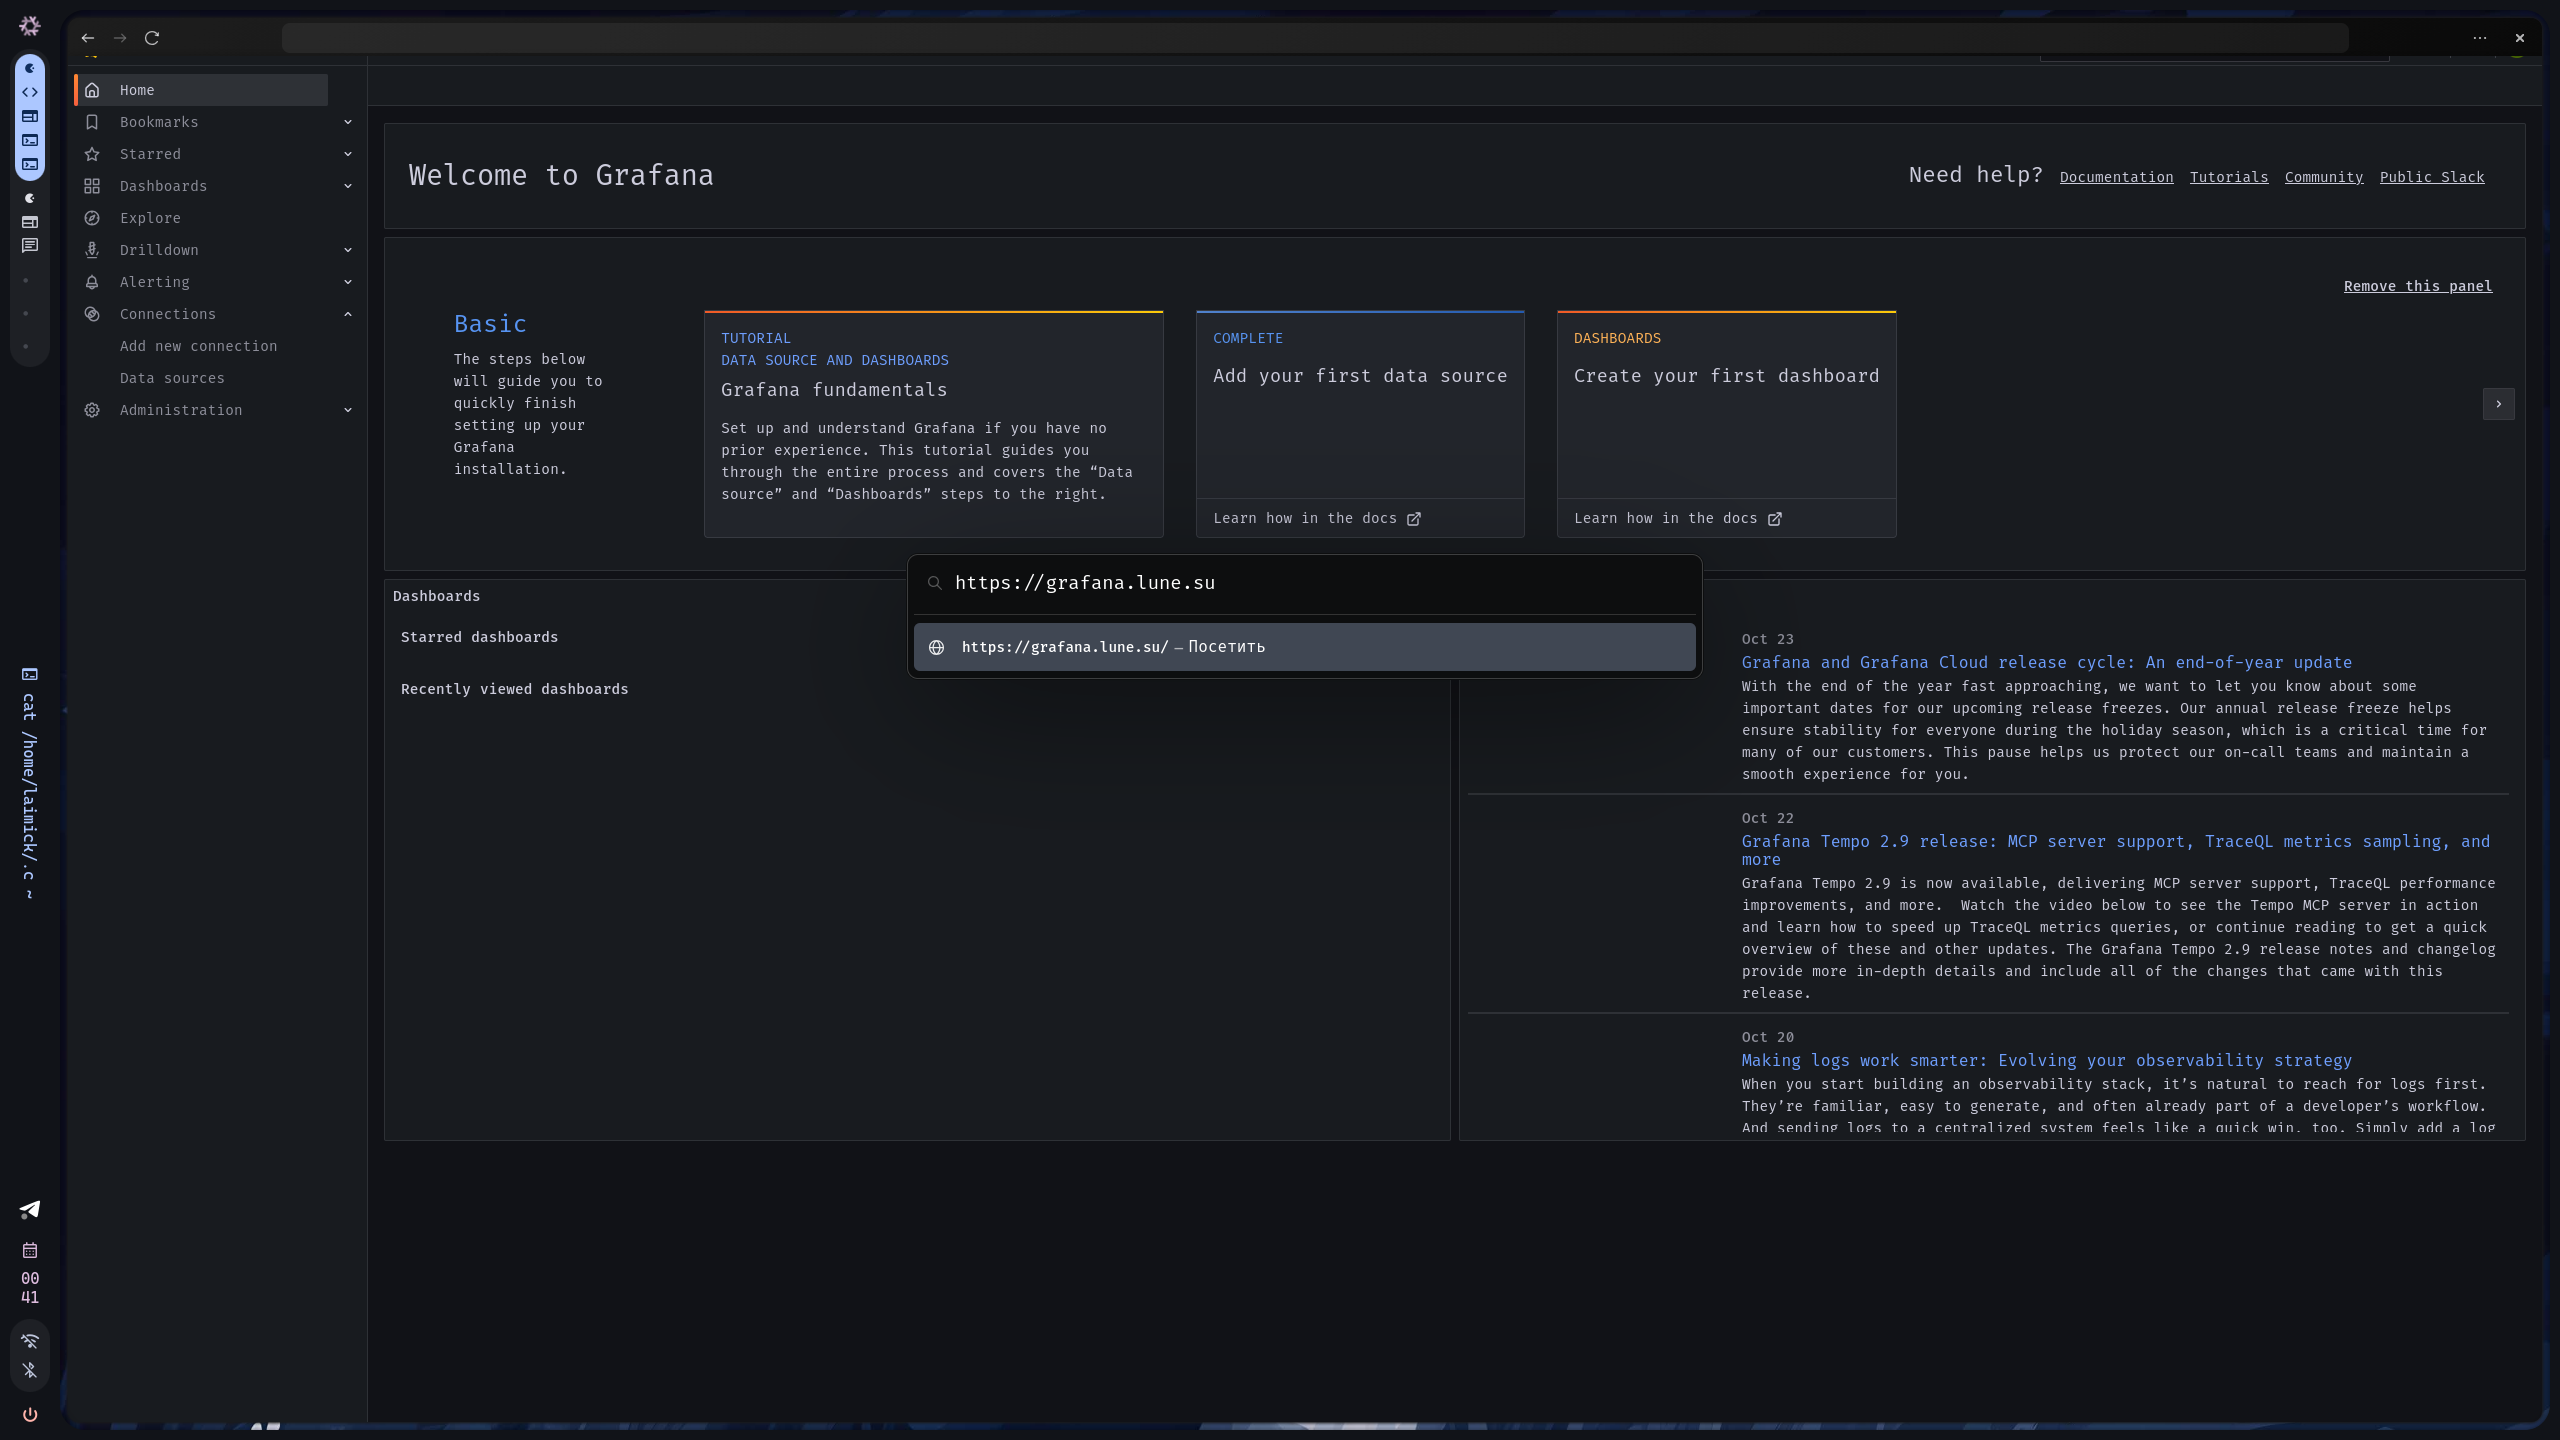 Home
Bookmarks
Starred
Dashboards
Explore
Drilldown
Alerting
Connections
Add new connection
Data sources
Administration
cat /home/laimick/.c ~
00
41
Welcome to Grafana
Need help? Documentation Tutorials Community Public Slack
Remove this panel
Basic
The steps below
will guide you to
quickly finish
setting up your
Grafana
installation.
TUTORIAL
DATA SOURCE AND DASHBOARDS
Grafana fundamentals
Set up and understand Grafana if you have no
prior experience. This tutorial guides you
through the entire process and covers the “Data
source” and “Dashboards” steps to the right.
COMPLETE
Add your first data source
Learn how in the docs
DASHBOARDS
Create your first dashboard
Learn how in the docs
https://grafana.lune.su
https://grafana.lune.su/ — Посетить
Dashboards
Starred dashboards
Recently viewed dashboards
Oct 23
Grafana and Grafana Cloud release cycle: An end-of-year update
With the end of the year fast approaching, we want to let you know about some
important dates for our upcoming release freezes. Our annual release freeze helps
ensure stability for everyone during the holiday season, which is a critical time for
many of our customers. This pause helps us protect our on-call teams and maintain a
smooth experience for you.
Oct 22
Grafana Tempo 2.9 release: MCP server support, TraceQL metrics sampling, and
more
Grafana Tempo 2.9 is now available, delivering MCP server support, TraceQL performance
improvements, and more.  Watch the video below to see the Tempo MCP server in action
and learn how to speed up TraceQL metrics queries, or continue reading to get a quick
overview of these and other updates. The Grafana Tempo 2.9 release notes and changelog
provide more in-depth details and include all of the changes that came with this
release.
Oct 20
Making logs work smarter: Evolving your observability strategy
When you start building an observability stack, it’s natural to reach for logs first.
They’re familiar, easy to generate, and often already part of a developer’s workflow.
And sending logs to a centralized system feels like a quick win, too. Simply add a log